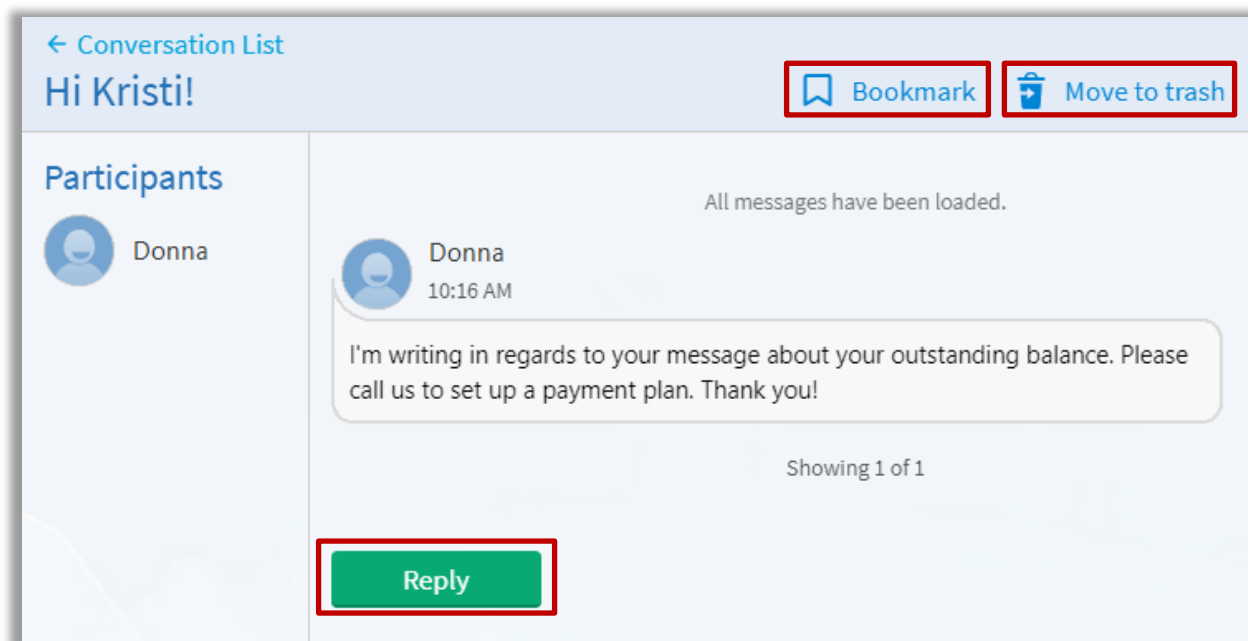 ← Conversation List
Hi Kristi!
Bookmark
Move to trash
Participants
Donna
All messages have been loaded.
Donna
10:16 AM
I'm writing in regards to your message about your outstanding balance. Please
call us to set up a payment plan. Thank you!
Showing 1 of 1
Reply